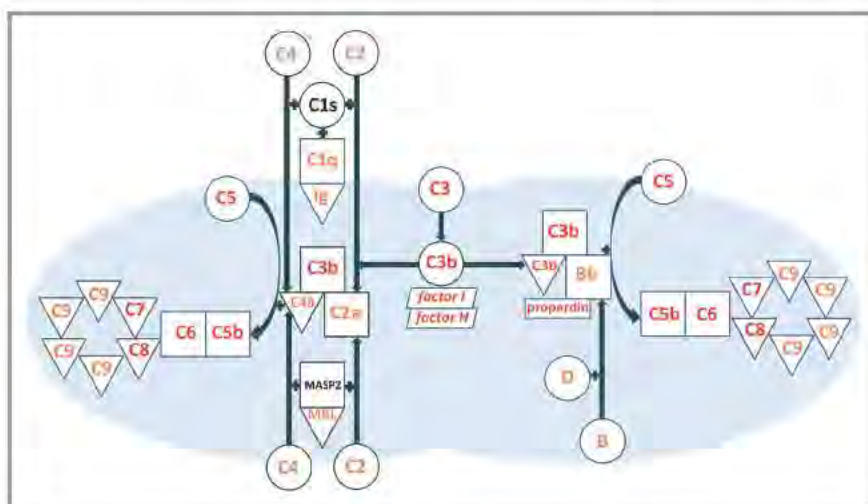 C4
C2
C1s
C1q
Ig
C5
C3
C5
C3b
C3b
C3b
C3b
Bb
C4b
C2a
factor I
factor H
properdin
C9
C9
C7
C6
C5b
C9
C9
C8
C5b
C6
C7
C9
C9
C8
C9
C9
MASP2
MBL
D
C4
C2
B